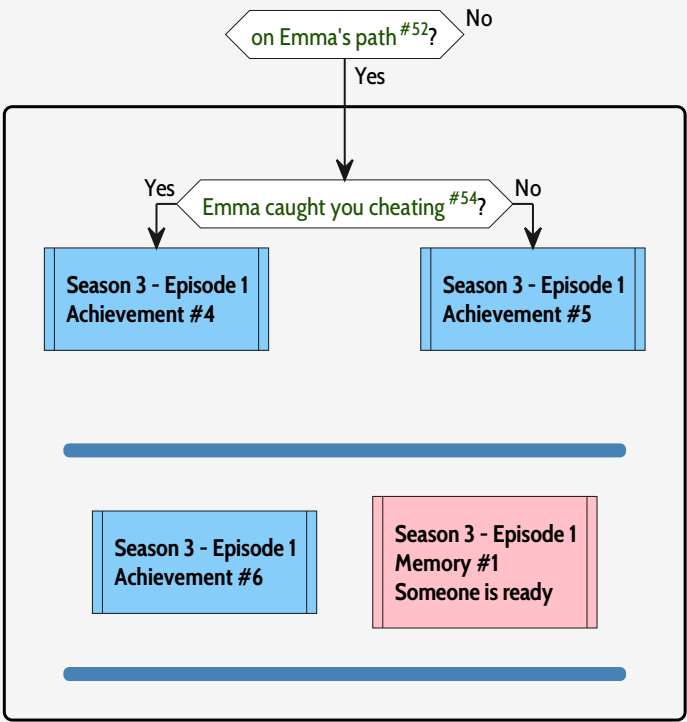 on Emma's path #52?
No
Yes
Yes
Emma caught you cheating #54?
No
Season 3 - Episode 1
Achievement #4
Season 3 - Episode 1
Achievement #5
Season 3 - Episode 1
Achievement #6
Season 3 - Episode 1
Memory #1
Someone is ready